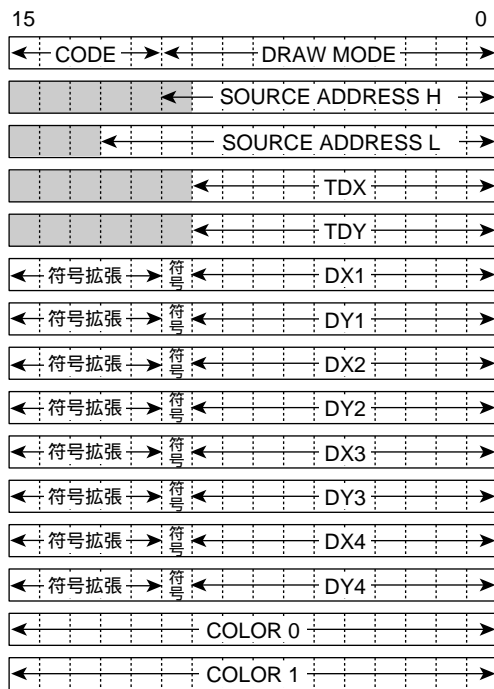 15 0
CODE DRAW MODE
SOURCE ADDRESS H
SOURCE ADDRESS L
TDX
TDY
符号拡張 符号 DX1
符号拡張 符号 DY1
符号拡張 符号 DX2
符号拡張 符号 DY2
符号拡張 符号 DX3
符号拡張 符号 DY3
符号拡張 符号 DX4
符号拡張 符号 DY4
COLOR 0
COLOR 1